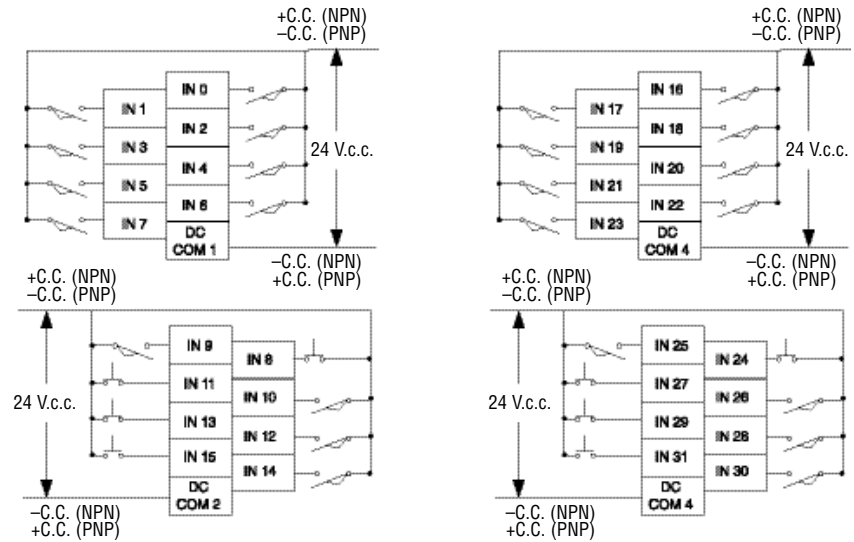 +C.C. (NPN)
–C.C. (PNP)
IN 0
IN 1
IN 2
IN 3
IN 4
IN 5
IN 6
IN 7
DC
COM 1
24 V.c.c.
–C.C. (NPN)
+C.C. (PNP)
+C.C. (NPN)
–C.C. (PNP)
IN 16
IN 17
IN 18
IN 19
IN 20
IN 21
IN 22
IN 23
DC
COM 4
24 V.c.c.
–C.C. (NPN)
+C.C. (PNP)
+C.C. (NPN)
–C.C. (PNP)
24 V.c.c.
IN 9
IN 8
IN 11
IN 10
IN 13
IN 12
IN 15
IN 14
DC
COM 2
–C.C. (NPN)
+C.C. (PNP)
+C.C. (NPN)
–C.C. (PNP)
24 V.c.c.
IN 25
IN 24
IN 27
IN 26
IN 29
IN 28
IN 31
IN 30
DC
COM 4
–C.C. (NPN)
+C.C. (PNP)